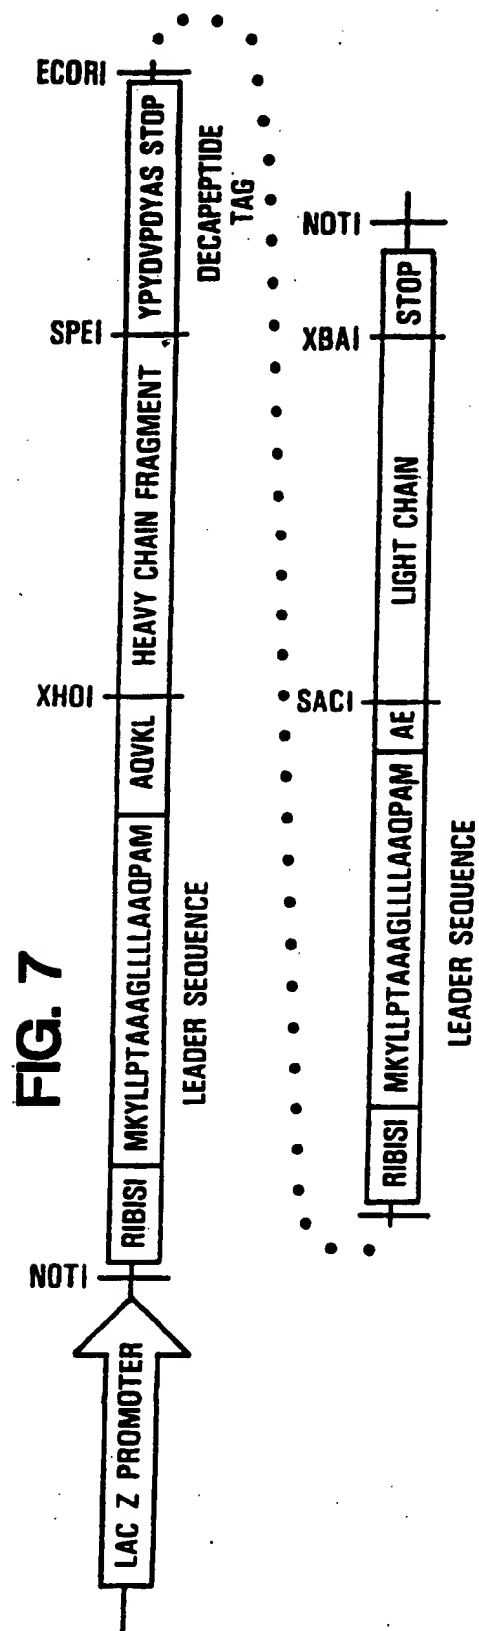 FIG. 7
NOTI
XHOI
SPEI
ECORI
LAC Z PROMOTER
RIBISI
MKYLLPTAAAGLLLLAAQPAM
AQVKL
HEAVY CHAIN FRAGMENT
YPYDVPDYAS STOP
LEADER SEQUENCE
DECAPEPTIDE
TAG
SACI
XBAI
NOTI
RIBISI
MKYLLPTAAAGLLLLAAQPAM
AE
LIGHT CHAIN
STOP
LEADER SEQUENCE